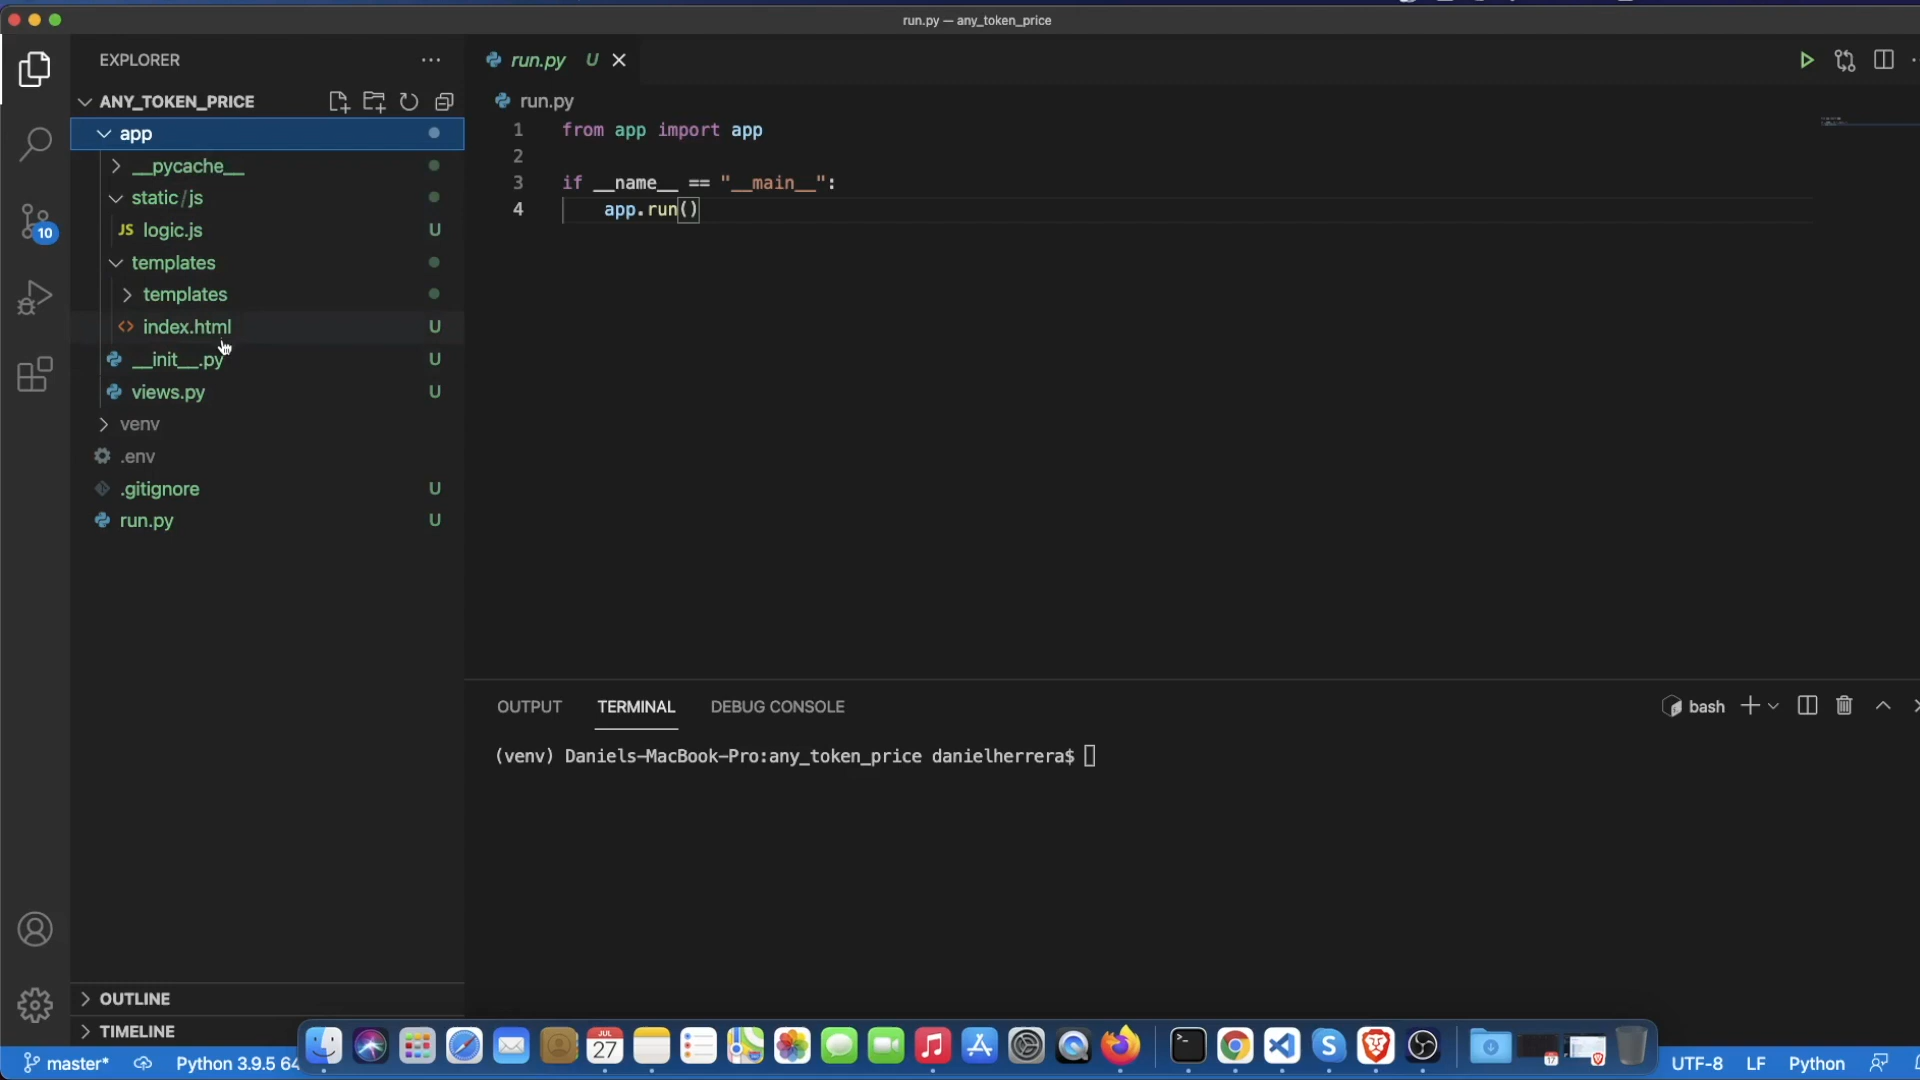 run.py — any_token_price
EXPLORER
ANY_TOKEN_PRICE
app
__pycache__
static/js
JS logic.js U
templates
templates
<> index.html U
__init__.py U
views.py U
venv
.env
.gitignore U
run.py U
10
OUTLINE
TIMELINE
run.py U
run.py
1 from app import app
2
3 if __name__ == "__main__":
4 app.run()
OUTPUT TERMINAL DEBUG CONSOLE
bash
(venv) Daniels-MacBook-Pro:any_token_price danielherrera$
JUL
27
master* Python 3.9.5 64 UTF-8 LF Python